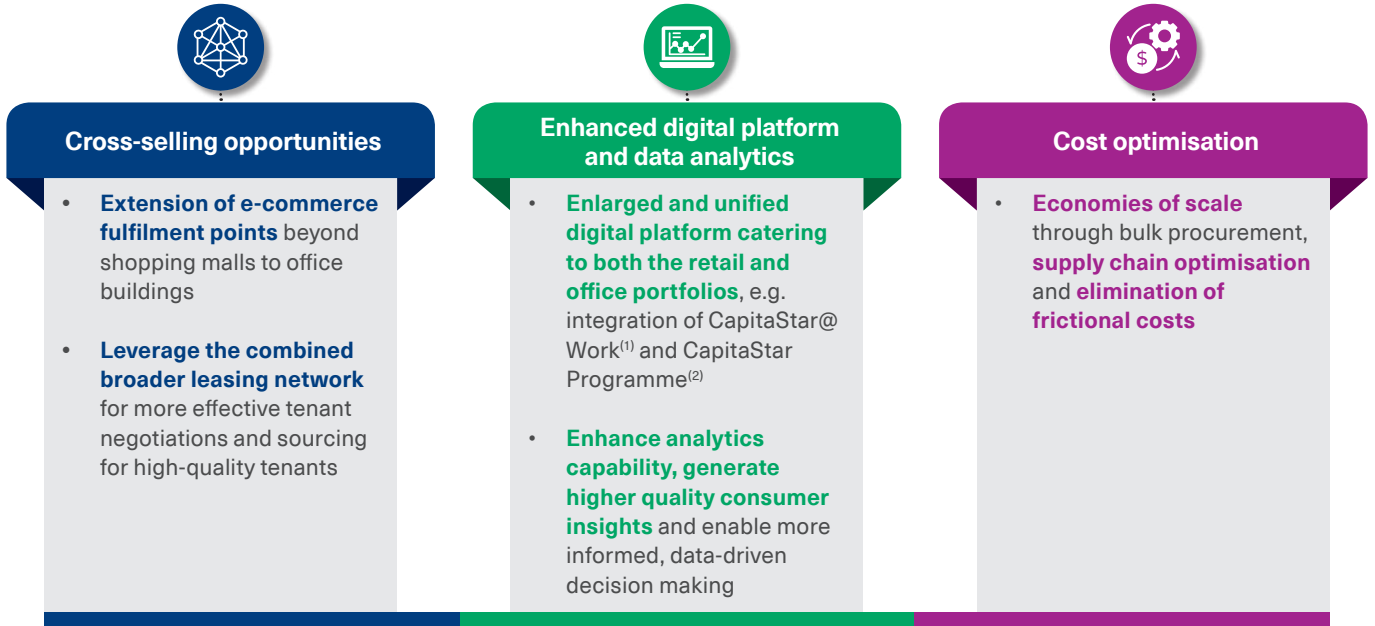 Cross-selling opportunities
• Extension of e-commerce
fulfilment points beyond
shopping malls to office
buildings
• Leverage the combined
broader leasing network
for more effective tenant
negotiations and sourcing
for high-quality tenants
Enhanced digital platform
and data analytics
• Enlarged and unified
digital platform catering
to both the retail and
office portfolios, e.g.
integration of CapitaStar@
Work(1) and CapitaStar
Programme(2)
• Enhance analytics
capability, generate
higher quality consumer
insights and enable more
informed, data-driven
decision making
$
Cost optimisation
• Economies of scale
through bulk procurement,
supply chain optimisation
and elimination of
frictional costs